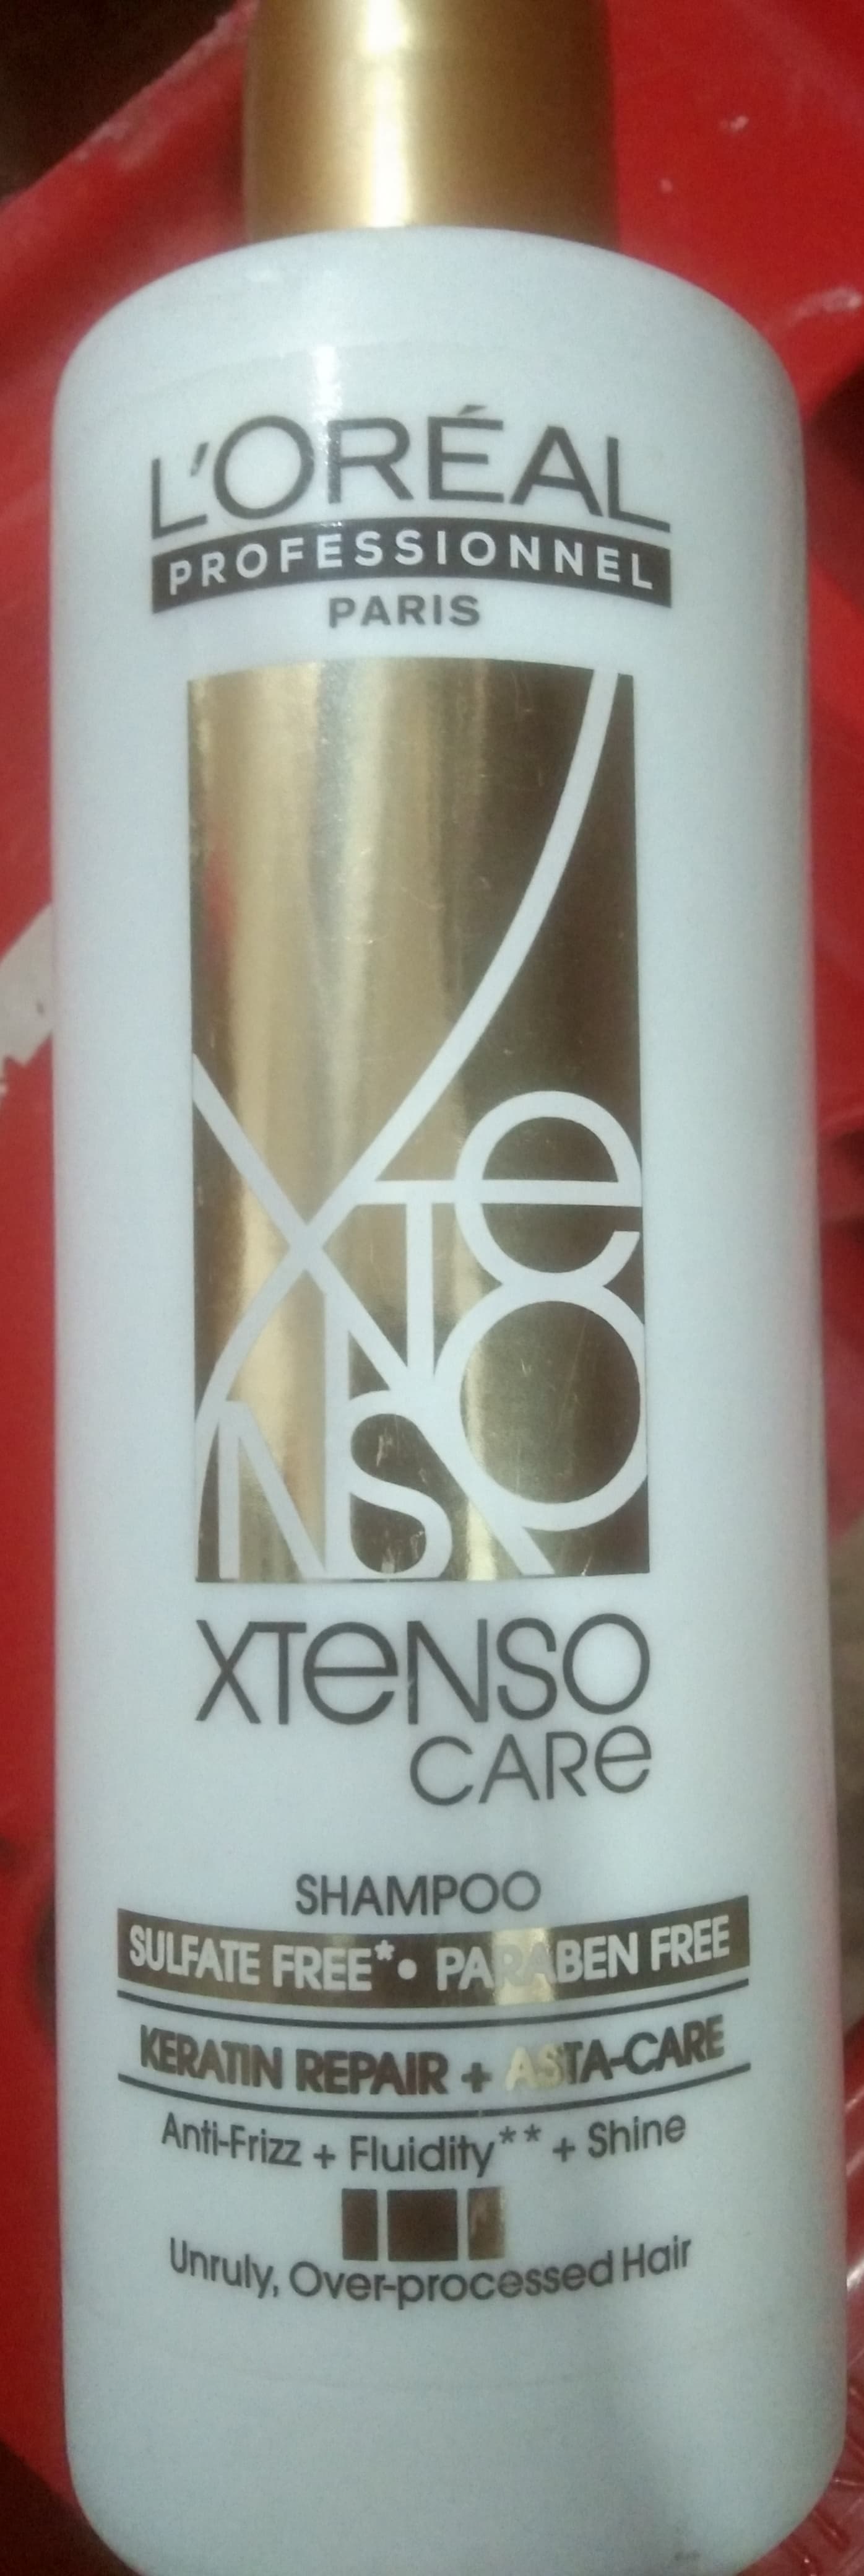 L'ORÉAL
PROFESSIONNEL
PARIS
XTeNSO
XTeNSO
CARe
SHAMPOO
SULFATE FREE* • PARABEN FREE
KERATIN REPAIR + ASTA-CARE
Anti-Frizz + Fluidity** + Shine
Unruly, Over-processed Hair